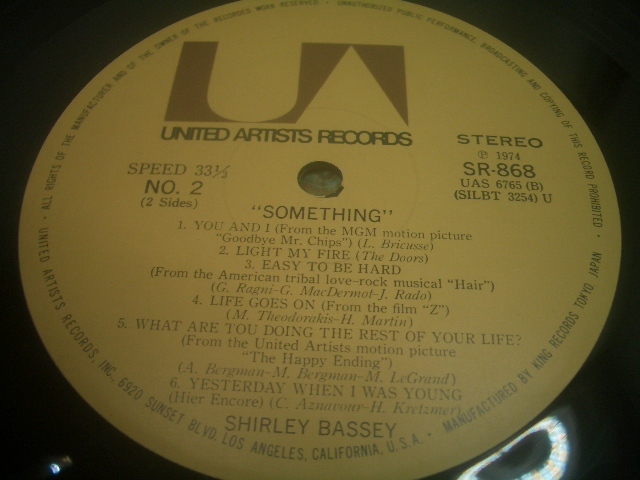 UA
UNITED ARTISTS RECORDS
STEREO
SPEED 33⅓
NO. 2
(2 Sides)
℗ 1974
SR-868
UAS 6765 (B)
(SILBT 3254) U
"SOMETHING"
1. YOU AND I (From the MGM motion picture
"Goodbye Mr. Chips") (L. Bricusse)
2. LIGHT MY FIRE (The Doors)
3. EASY TO BE HARD
(From the American tribal love-rock musical "Hair")
(G. Ragni-G. MacDermot-J. Rado)
4. LIFE GOES ON (From the film "Z")
(M. Theodorakis-H. Martin)
5. WHAT ARE YOU DOING THE REST OF YOUR LIFE?
(From the United Artists motion picture
"The Happy Ending")
(A. Bergman-M. Bergman-M. LeGrand)
6. YESTERDAY WHEN I WAS YOUNG
(Hier Encore) (C. Aznavour-H. Kretzmer)
SHIRLEY BASSEY
• ALL RIGHTS OF THE MANUFACTURER AND OF THE OWNER OF THE RECORDED WORK RESERVED • UNAUTHORIZED PUBLIC PERFORMANCE, BROADCASTING AND COPYING OF THIS RECORD PROHIBITED •
UNITED ARTISTS RECORDS, INC. 6920 SUNSET BLVD. LOS ANGELES, CALIFORNIA, U.S.A. • MANUFACTURED BY KING RECORDS TOKYO, JAPAN